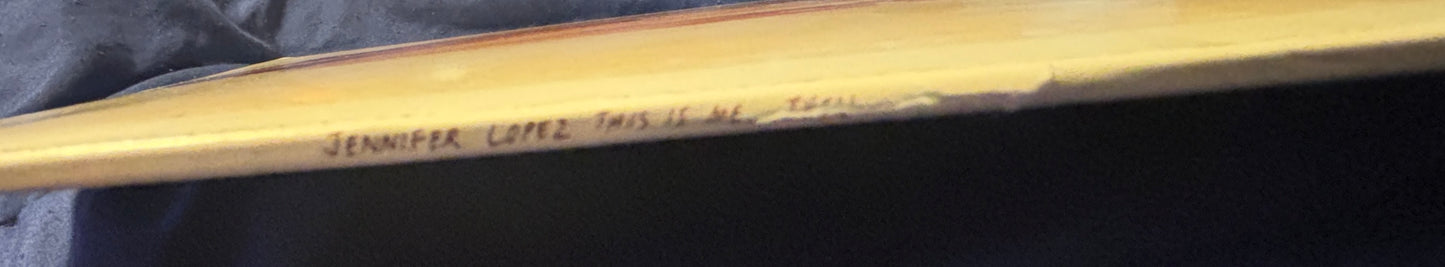 JENNIFER LOPEZ THIS IS ME